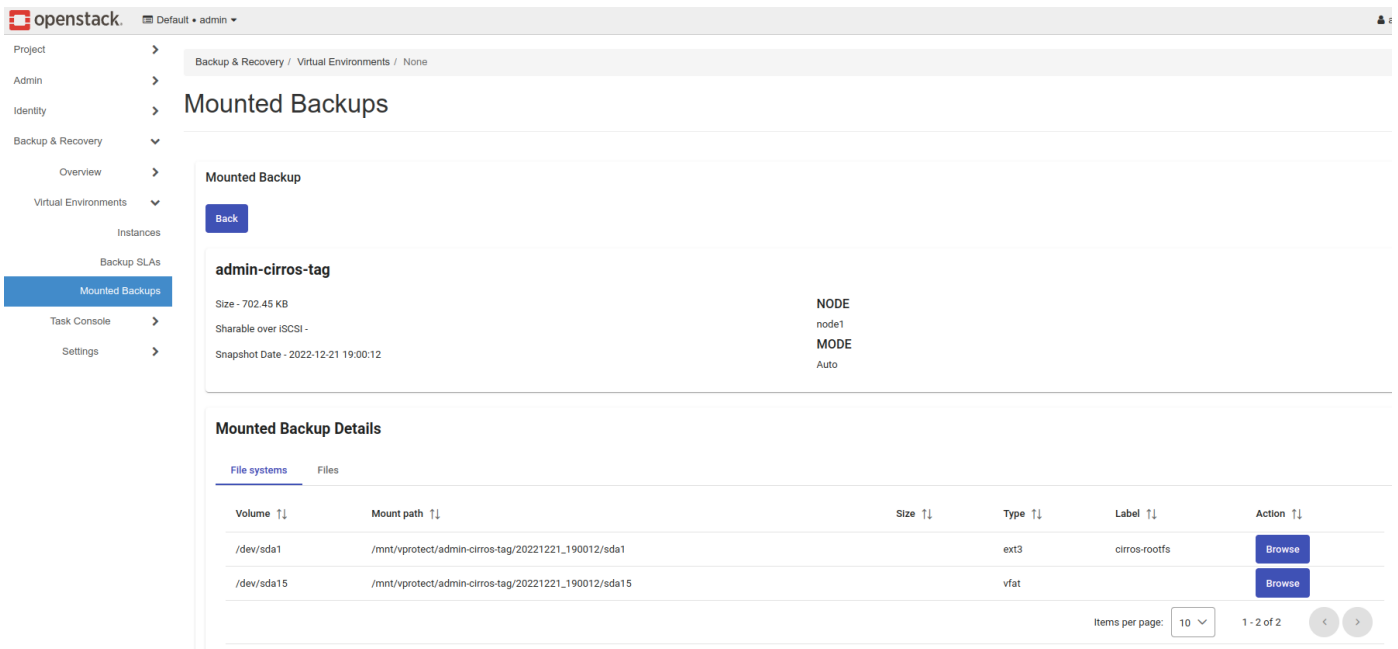 openstack. Default • admin
Project
Admin
Identity
Backup & Recovery
Overview
Virtual Environments
Instances
Backup SLAs
Mounted Backups
Task Console
Settings
Backup & Recovery / Virtual Environments / None
Mounted Backups
Mounted Backup
Back
admin-cirros-tag
Size - 702.45 KB
Sharable over iSCSI -
Snapshot Date - 2022-12-21 19:00:12
NODE
node1
MODE
Auto
Mounted Backup Details
File systems Files
Volume Mount path Size Type Label Action
/dev/sda1 /mnt/vprotect/admin-cirros-tag/20221221_190012/sda1 ext3 cirros-rootfs Browse
/dev/sda15 /mnt/vprotect/admin-cirros-tag/20221221_190012/sda15 vfat Browse
Items per page: 10 1 - 2 of 2